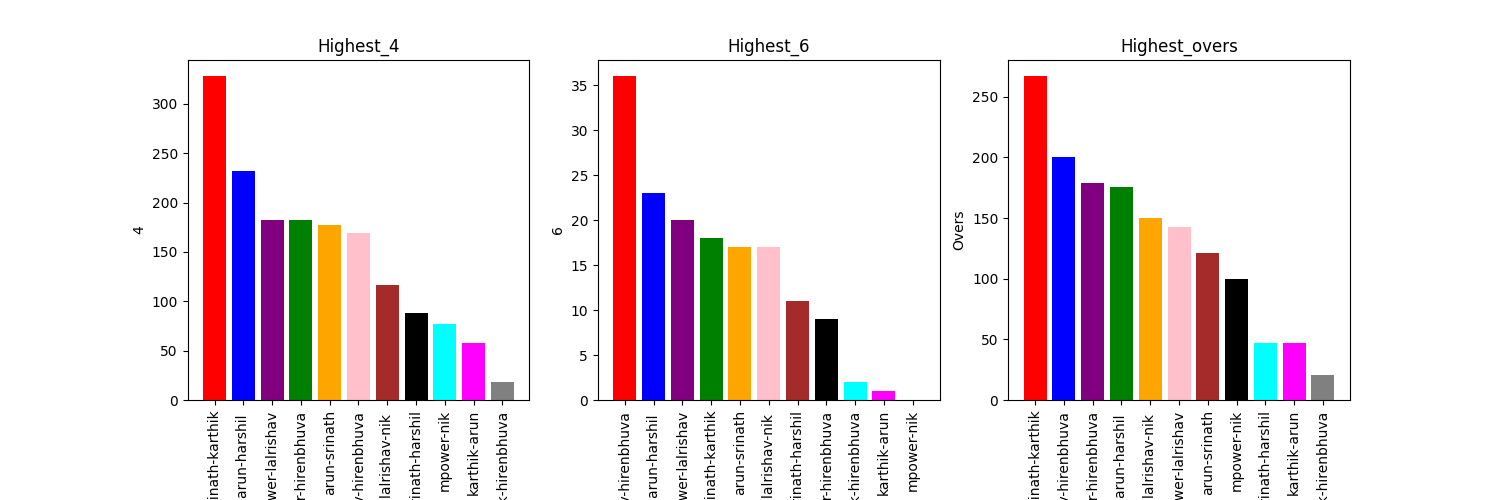 Highest_4
4
300
250
200
150
100
50
0
inath-karthik
arun-harshil
wer-lalrishav
r-hirenbhuva
arun-srinath
y-hirenbhuva
lalrishav-nik
inath-harshil
mpower-nik
karthik-arun
k-hirenbhuva
Highest_6
6
35
30
25
20
15
10
5
0
y-hirenbhuva
arun-harshil
ower-lalrishav
inath-karthik
arun-srinath
lalrishav-nik
inath-harshil
r-hirenbhuva
k-hirenbhuva
karthik-arun
mpower-nik
Highest_overs
Overs
250
200
150
100
50
0
inath-karthik
y-hirenbhuva
r-hirenbhuva
arun-harshil
lalrishav-nik
wer-lalrishav
arun-srinath
mpower-nik
inath-harshil
karthik-arun
k-hirenbhuva